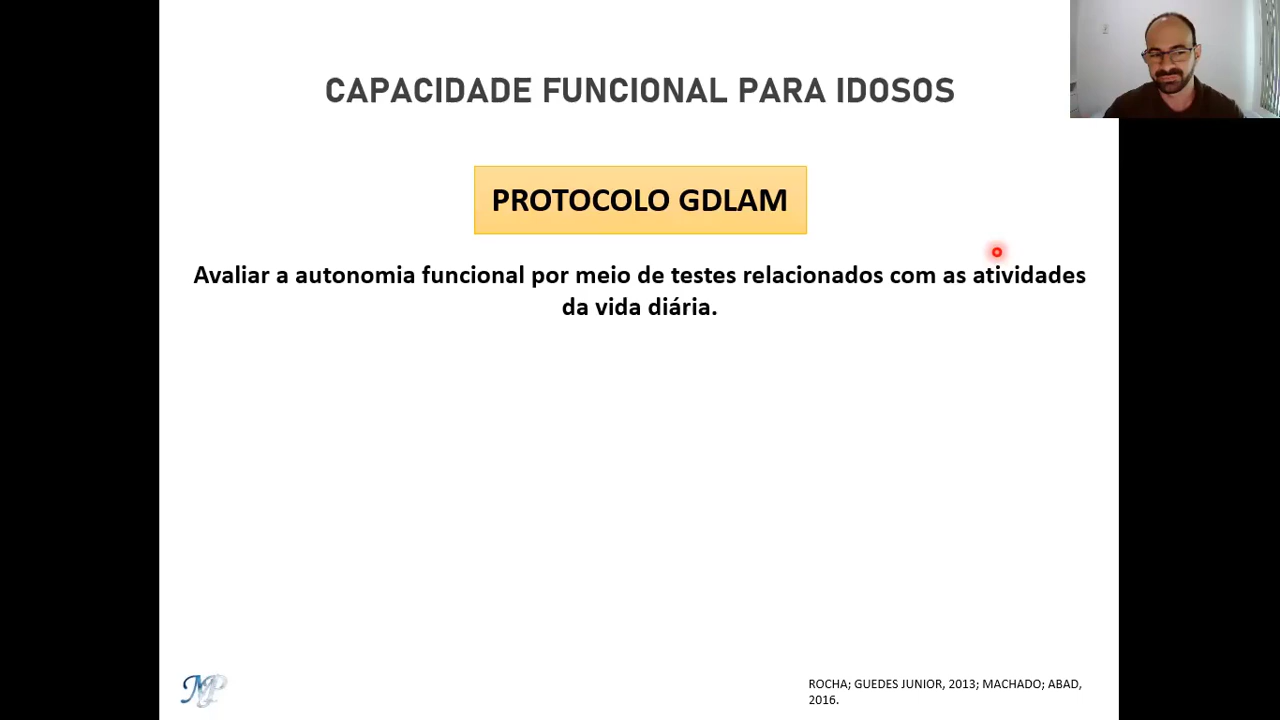 CAPACIDADE FUNCIONAL PARA IDOSOS
PROTOCOLO GDLAM
Avaliar a autonomia funcional por meio de testes relacionados com as atividades
da vida diária.
MP
ROCHA; GUEDES JUNIOR, 2013; MACHADO; ABAD,
2016.